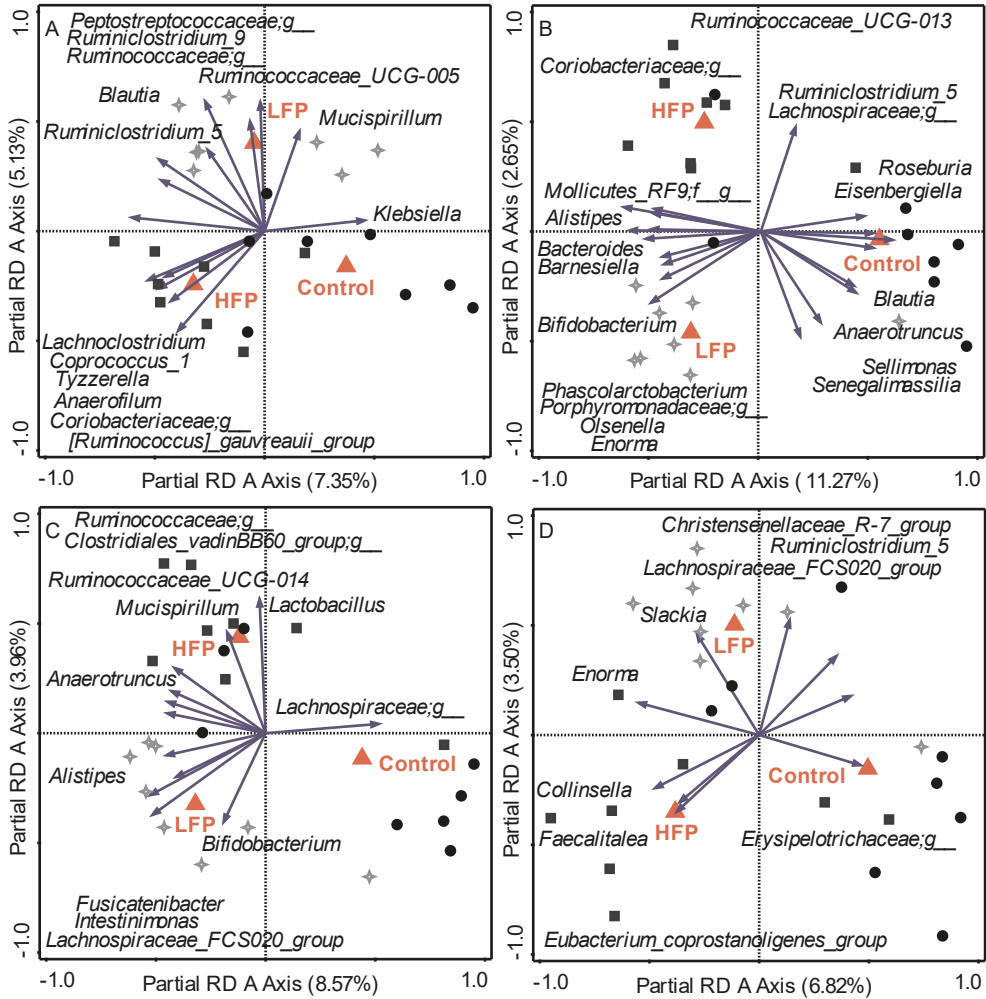 1.0
A
Peptostreptococcaceae;g__
Ruminiclostridium_9
Ruminococcaceae;g__
Ruminococcaceae_UCG-005
Blautia
LFP
Mucispirillum
Ruminiclostridium_5
Klebsiella
Control
HFP
Lachnoclostridium
Coprococcus_1
Tyzzerella
Anaerofilum
Coriobacteriaceae;g__
[Ruminococcus]_gauvreauii_group
Partial RD A Axis (5.13%)
-1.0
-1.0
Partial RD A Axis (7.35%)
1.0
1.0
B
Ruminococcaceae_UCG-013
Coriobacteriaceae;g__
HFP
Ruminiclostridium_5
Lachnospiraceae;g__
Roseburia
Mollicutes_RF9;f__g__
Eisenbergiella
Alistipes
Bacteroides
Control
Barnesiella
Blautia
Bifidobacterium
Anaerotruncus
LFP
Sellimonas
Phascolarctobacterium
Senegalimassilia
Porphyromonadaceae;g__
Olsenella
Enorma
Partial RD A Axis (2.65%)
-1.0
-1.0
Partial RD A Axis (11.27%)
1.0
1.0
C
Ruminococcaceae;g__
Clostridiales_vadinBB60_group;g__
Ruminococcaceae_UCG-014
Mucispirillum
Lactobacillus
HFP
Anaerotruncus
Lachnospiraceae;g__
Control
Alistipes
LFP
Bifidobacterium
Fusicatenibacter
Intestinimonas
Lachnospiraceae_FCS020_group
Partial RD A Axis (3.96%)
-1.0
-1.0
Partial RD A Axis (8.57%)
1.0
1.0
D
Christensenellaceae_R-7_group
Ruminiclostridium_5
Lachnospiraceae_FCS020_group
Slackia
LFP
Enorma
Control
Collinsella
HFP
Faecalitalea
Erysipelotrichaceae;g__
Eubacterium_coprostanoligenes_group
Partial RD A Axis (3.50%)
-1.0
-1.0
Partial RD A Axis (6.82%)
1.0